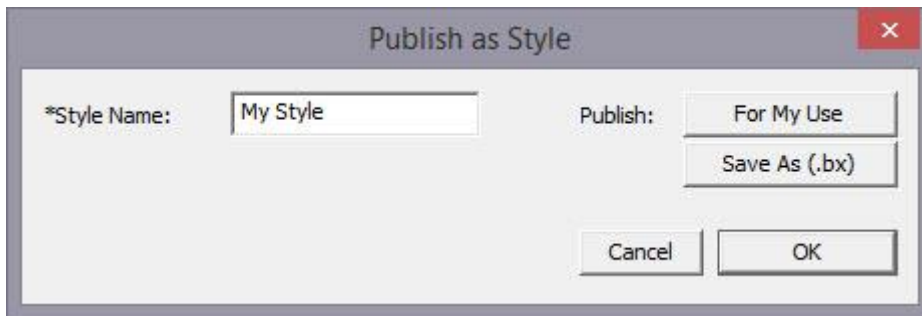 Publish as Style
*Style Name: My Style Publish: For My Use
Save As (.bx)
Cancel OK